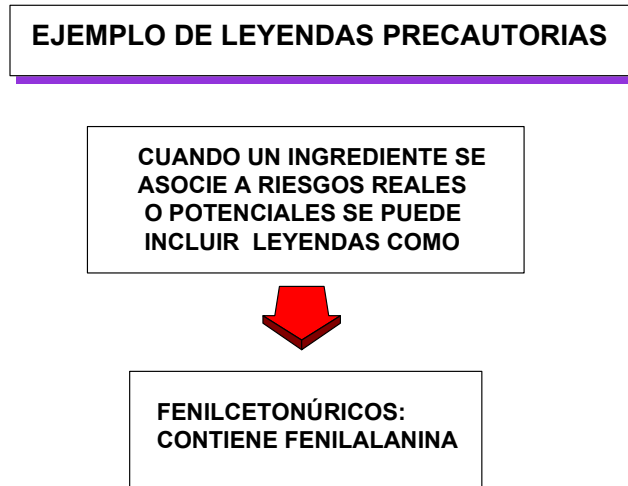 EJEMPLO DE LEYENDAS PRECAUTORIAS
CUANDO UN INGREDIENTE SE
ASOCIE A RIESGOS REALES
O POTENCIALES SE PUEDE
INCLUIR LEYENDAS COMO
FENILCETONÚRICOS:
CONTIENE FENILALANINA